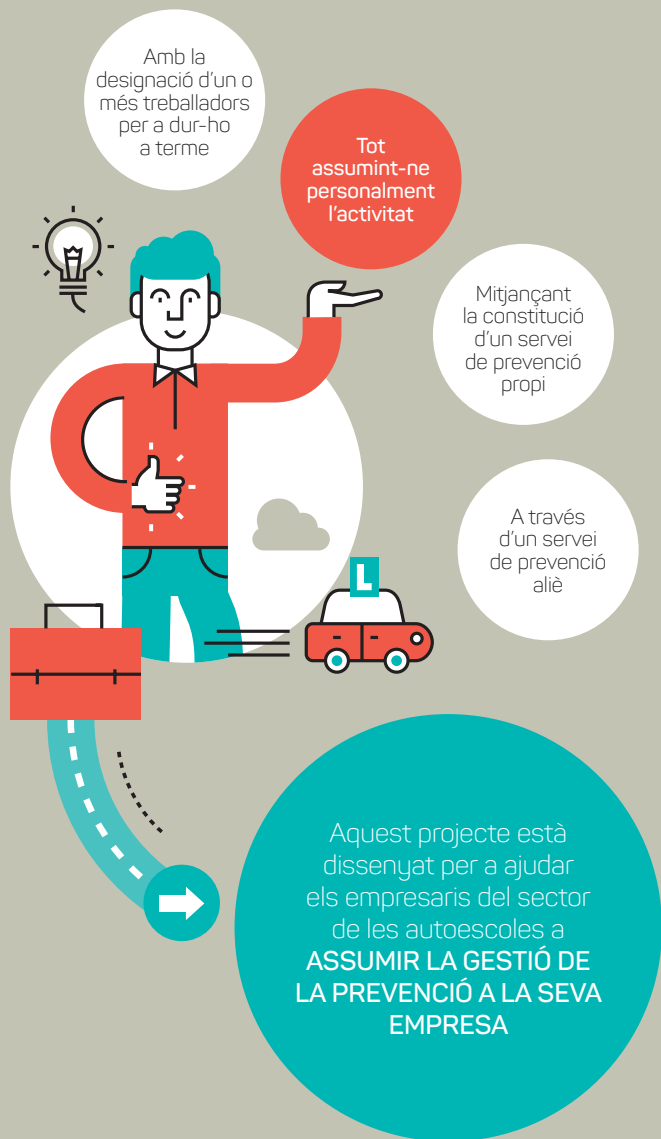 Amb la
designació d'un o
més treballadors
per a dur-ho
a terme
Tot
assumint-ne
personalment
l'activitat
Mitjançant
la constitució
d'un servei
de prevenció
propi
A través
d'un servei
de prevenció
aliè
L
Aquest projecte està
dissenyat per a ajudar
els empresaris del sector
de les autoescoles a
ASSUMIR LA GESTIÓ DE
LA PREVENCIÓ A LA SEVA
EMPRESA